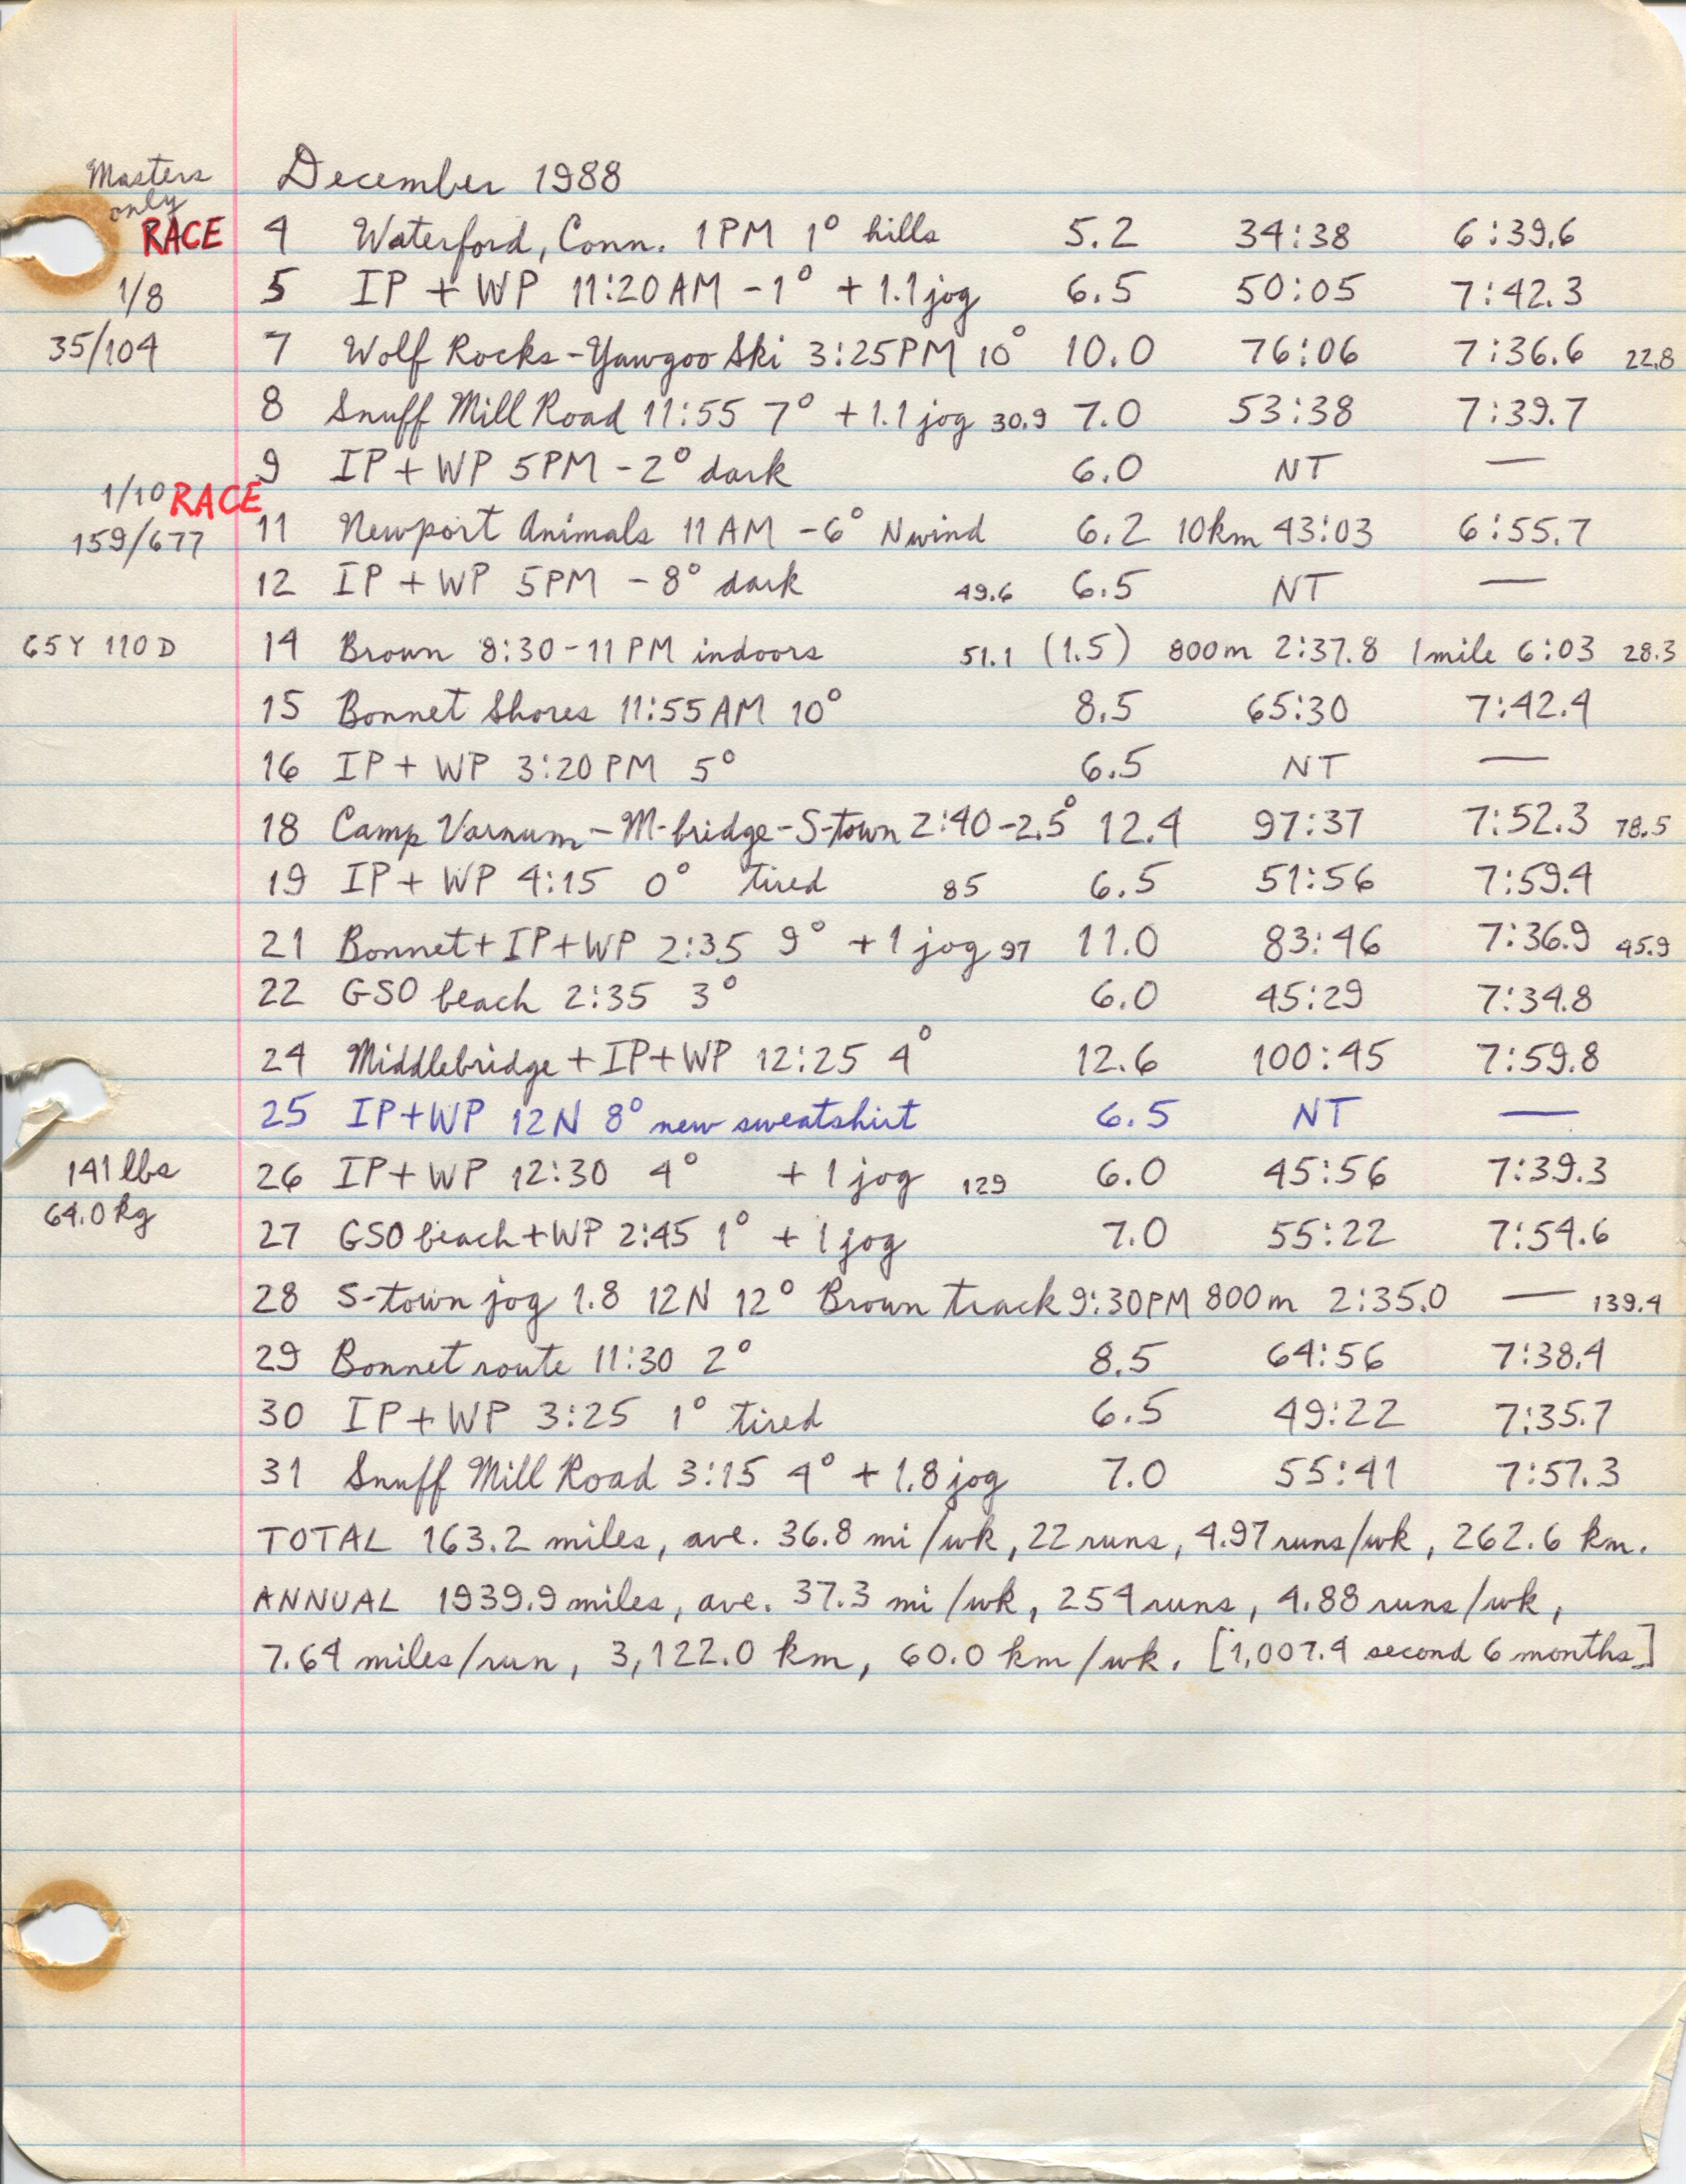 Masters
only
December 1988
RACE 4 Waterford, Conn. 1PM 1° hills 5.2 34:38 6:39.6
1/8 5 IP + WP 11:20AM -1° +1.1 jog 6.5 50:05 7:42.3
35/104 7 Wolf Rocks-Yawgoo Ski 3:25PM 10° 10.0 76:06 7:36.6 22.8
8 Snuff Mill Road 11:55 7° +1.1 jog 30.9 7.0 53:38 7:39.7
9 IP+WP 5PM -2° dark 6.0 NT —
1/10 RACE
159/677 11 Newport Animals 11AM -6° N wind 6.2 10km 43:03 6:55.7
12 IP+WP 5PM -8° dark 49.6 6.5 NT —
65Y 110D 14 Brown 8:30-11PM indoors 51.1 (1.5) 800m 2:37.8 1mile 6:03 28.3
15 Bonnet Shores 11:55AM 10° 8.5 65:30 7:42.4
16 IP+ WP 3:20PM 5° 6.5 NT —
18 Camp Varnum-M-bridge-S-town 2:40 -2.5° 12.4 97:37 7:52.3 78.5
19 IP+ WP 4:15 0° tired 85 6.5 51:56 7:59.4
21 Bonnet+IP+WP 2:35 9° +1 jog 97 11.0 83:46 7:36.9 45.9
22 GSO beach 2:35 3° 6.0 45:29 7:34.8
24 Middlebridge+IP+WP 12:25 4° 12.6 100:45 7:59.8
25 IP+WP 12N 8° new sweatshirt 6.5 NT —
141 lbs 26 IP+WP 12:30 4° +1 jog 129 6.0 45:56 7:39.3
64.0 kg 27 GSO beach+WP 2:45 1° +1 jog 7.0 55:22 7:54.6
28 S-town jog 1.8 12N 12° Brown track 9:30PM 800m 2:35.0 — 139.4
29 Bonnet route 11:30 2° 8.5 64:56 7:38.4
30 IP+WP 3:25 1° tired 6.5 49:22 7:35.7
31 Snuff Mill Road 3:15 4° +1.8 jog 7.0 55:41 7:57.3
TOTAL 163.2 miles, ave. 36.8 mi/wk, 22 runs, 4.97 runs/wk, 262.6 km.
ANNUAL 1939.9 miles, ave. 37.3 mi/wk, 254 runs, 4.88 runs/wk,
7.64 miles/run, 3,122.0 km, 60.0 km/wk. [1,007.4 second 6 months]